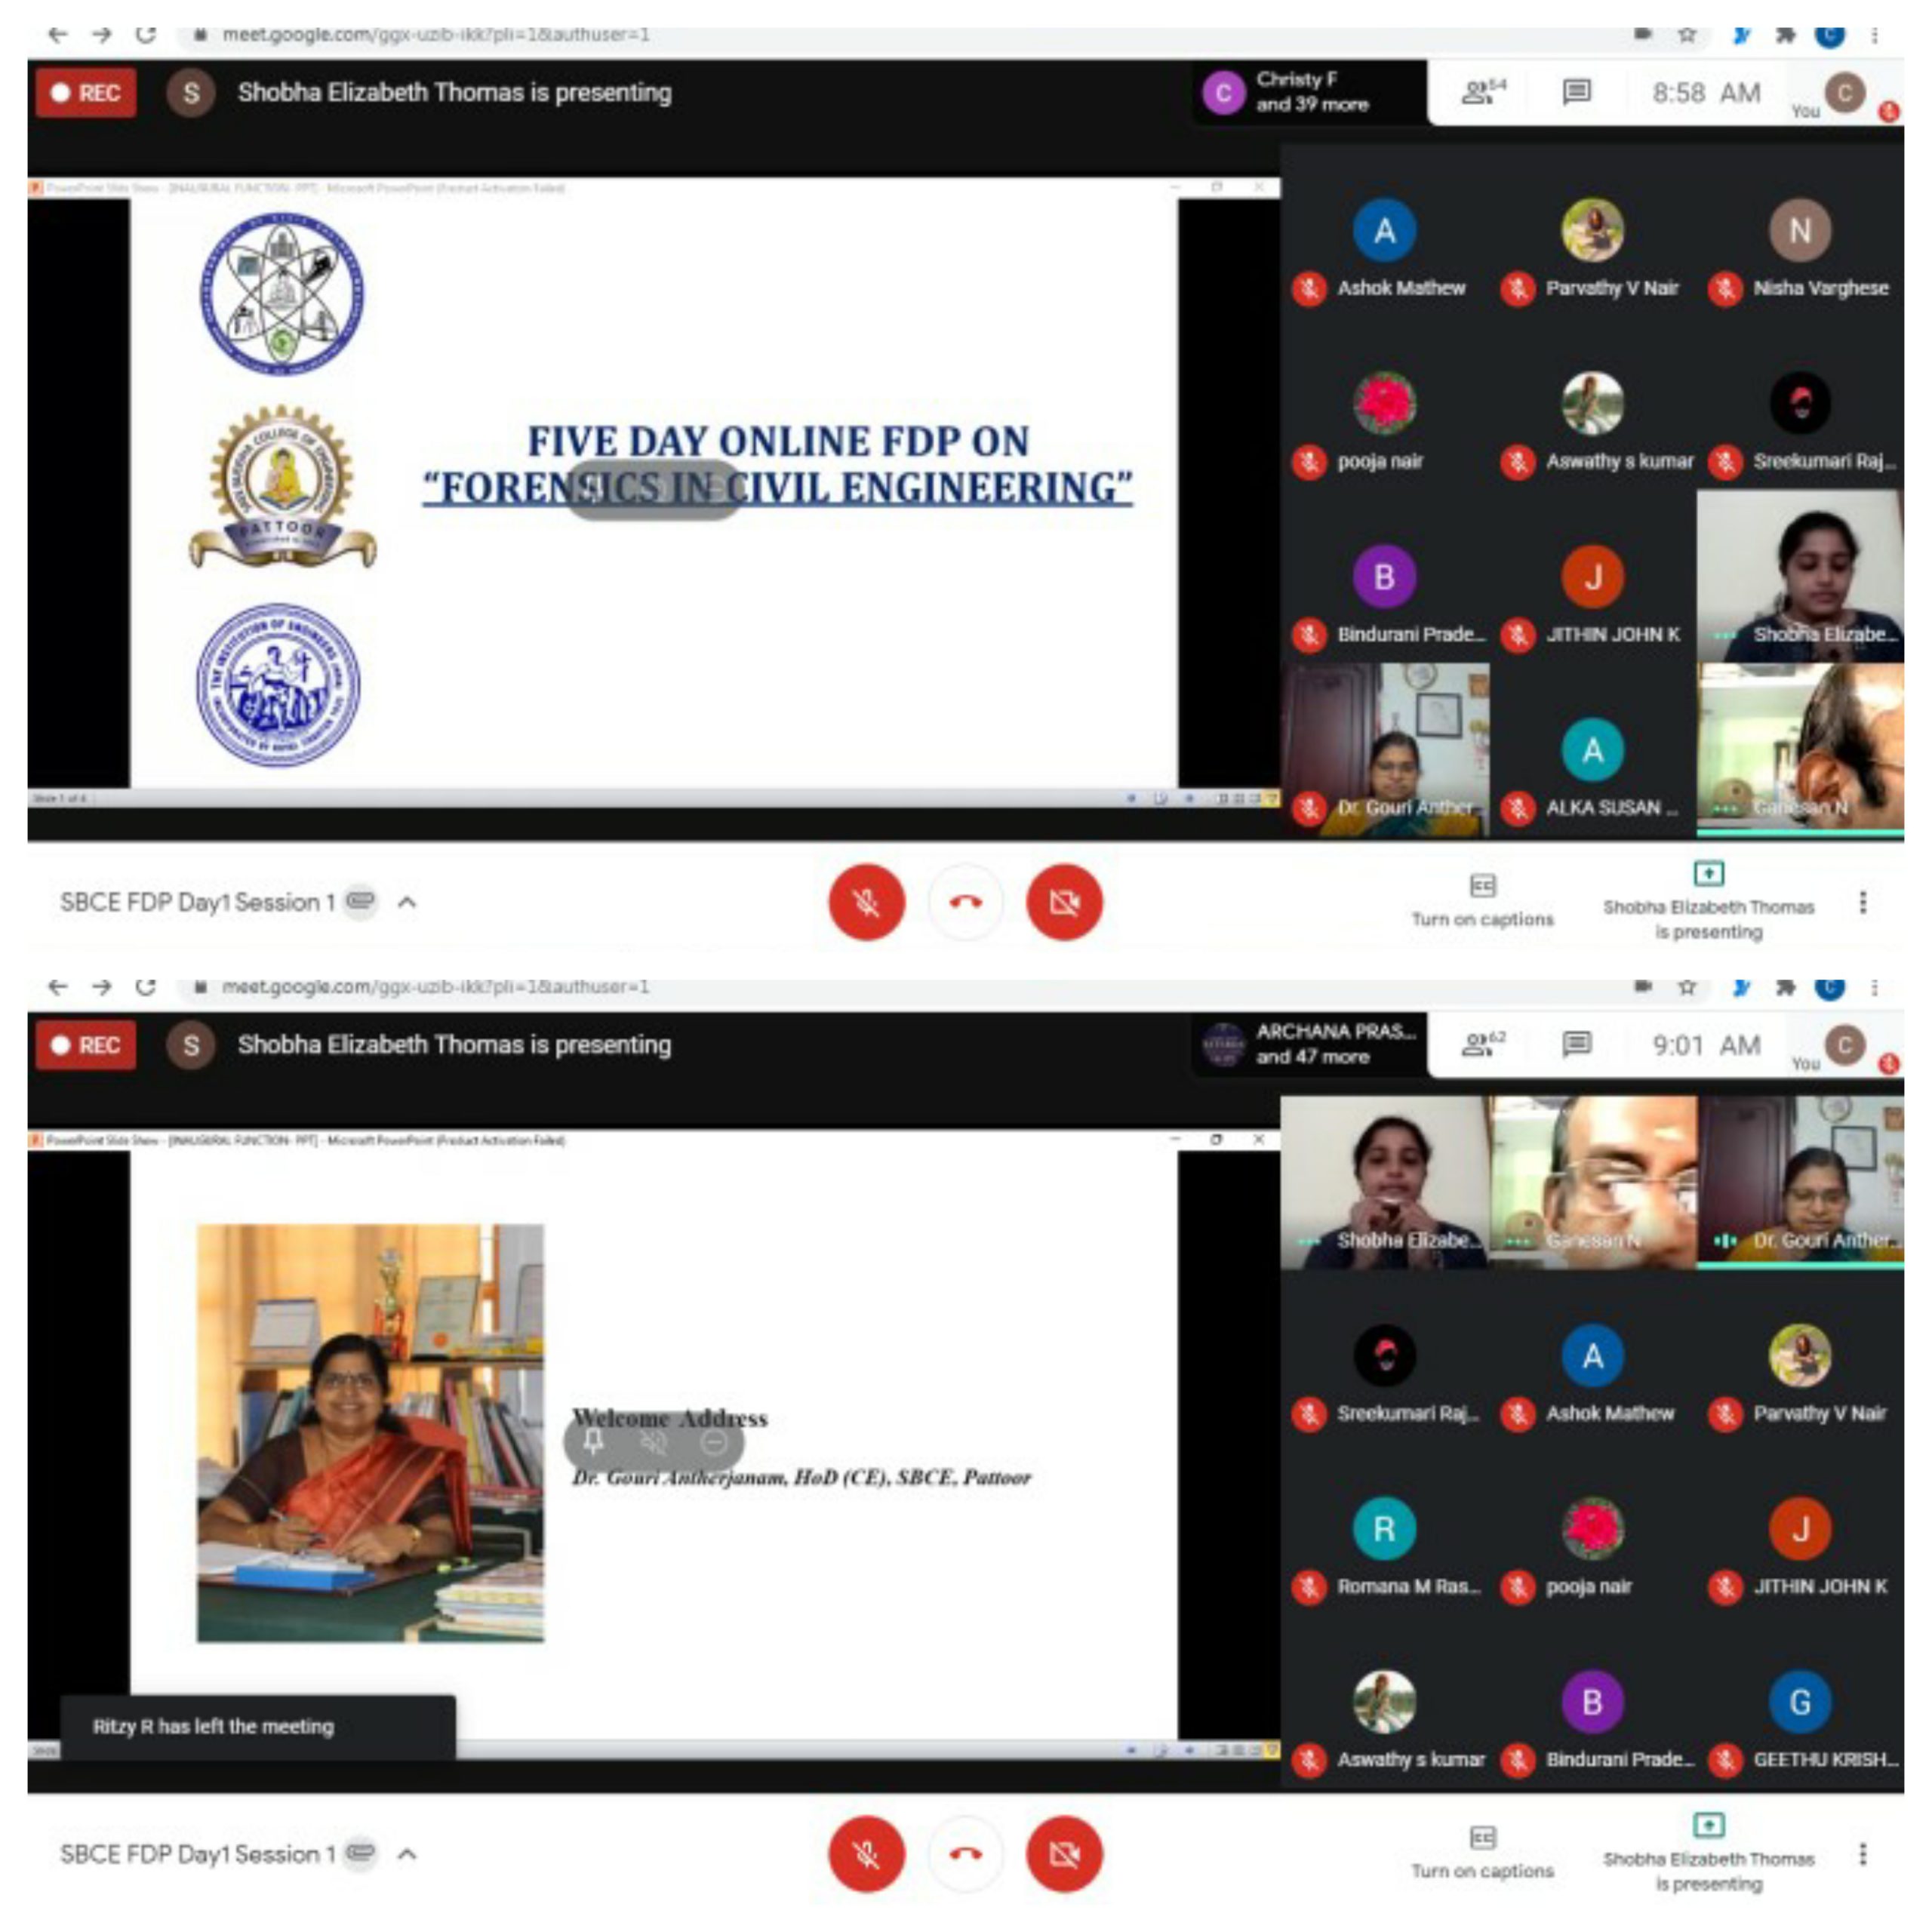 meet.google.com/ggx-uzib-ikk?pli=1&authuser=1
REC
S
Shobha Elizabeth Thomas is presenting
C
Christy F
and 39 more
54
8:58 AM
You
C
PowerPoint Slide Show - [INAUGURAL FUNCTION- PPT] - Microsoft PowerPoint (Product Activation Failed)
SREE BUDDHA COLLEGE OF ENGINEERING
PATTOOR
THE INSTITUTION OF ENGINEERS
FIVE DAY ONLINE FDP ON
“FORENSICS IN CIVIL ENGINEERING”
Slide 1 of 4
A
N
Ashok Mathew
Parvathy V Nair
Nisha Varghese
pooja nair
Aswathy s kumar
Sreekumari Raj...
B
J
Bindurani Prade...
JITHIN JOHN K
Shobha Elizabe...
A
Dr. Gouri Anther...
ALKA SUSAN ...
Ganesan N
SBCE FDP Day1 Session 1
Turn on captions
Shobha Elizabeth Thomas
is presenting
meet.google.com/ggx-uzib-ikk?pli=1&authuser=1
REC
S
Shobha Elizabeth Thomas is presenting
ARCHANA PRAS...
and 47 more
62
9:01 AM
You
C
PowerPoint Slide Show - [INAUGURAL FUNCTION- PPT] - Microsoft PowerPoint (Product Activation Failed)
Welcome Address
Dr. Gouri Antherjanam, HoD (CE), SBCE, Pattoor
Ritzy R has left the meeting
Shobha Elizabe...
Ganesan N
Dr. Gouri Anther...
A
Sreekumari Raj...
Ashok Mathew
Parvathy V Nair
R
J
Romana M Ras...
pooja nair
JITHIN JOHN K
B
G
Aswathy s kumar
Bindurani Prade...
GEETHU KRISH...
SBCE FDP Day1 Session 1
Turn on captions
Shobha Elizabeth Thomas
is presenting